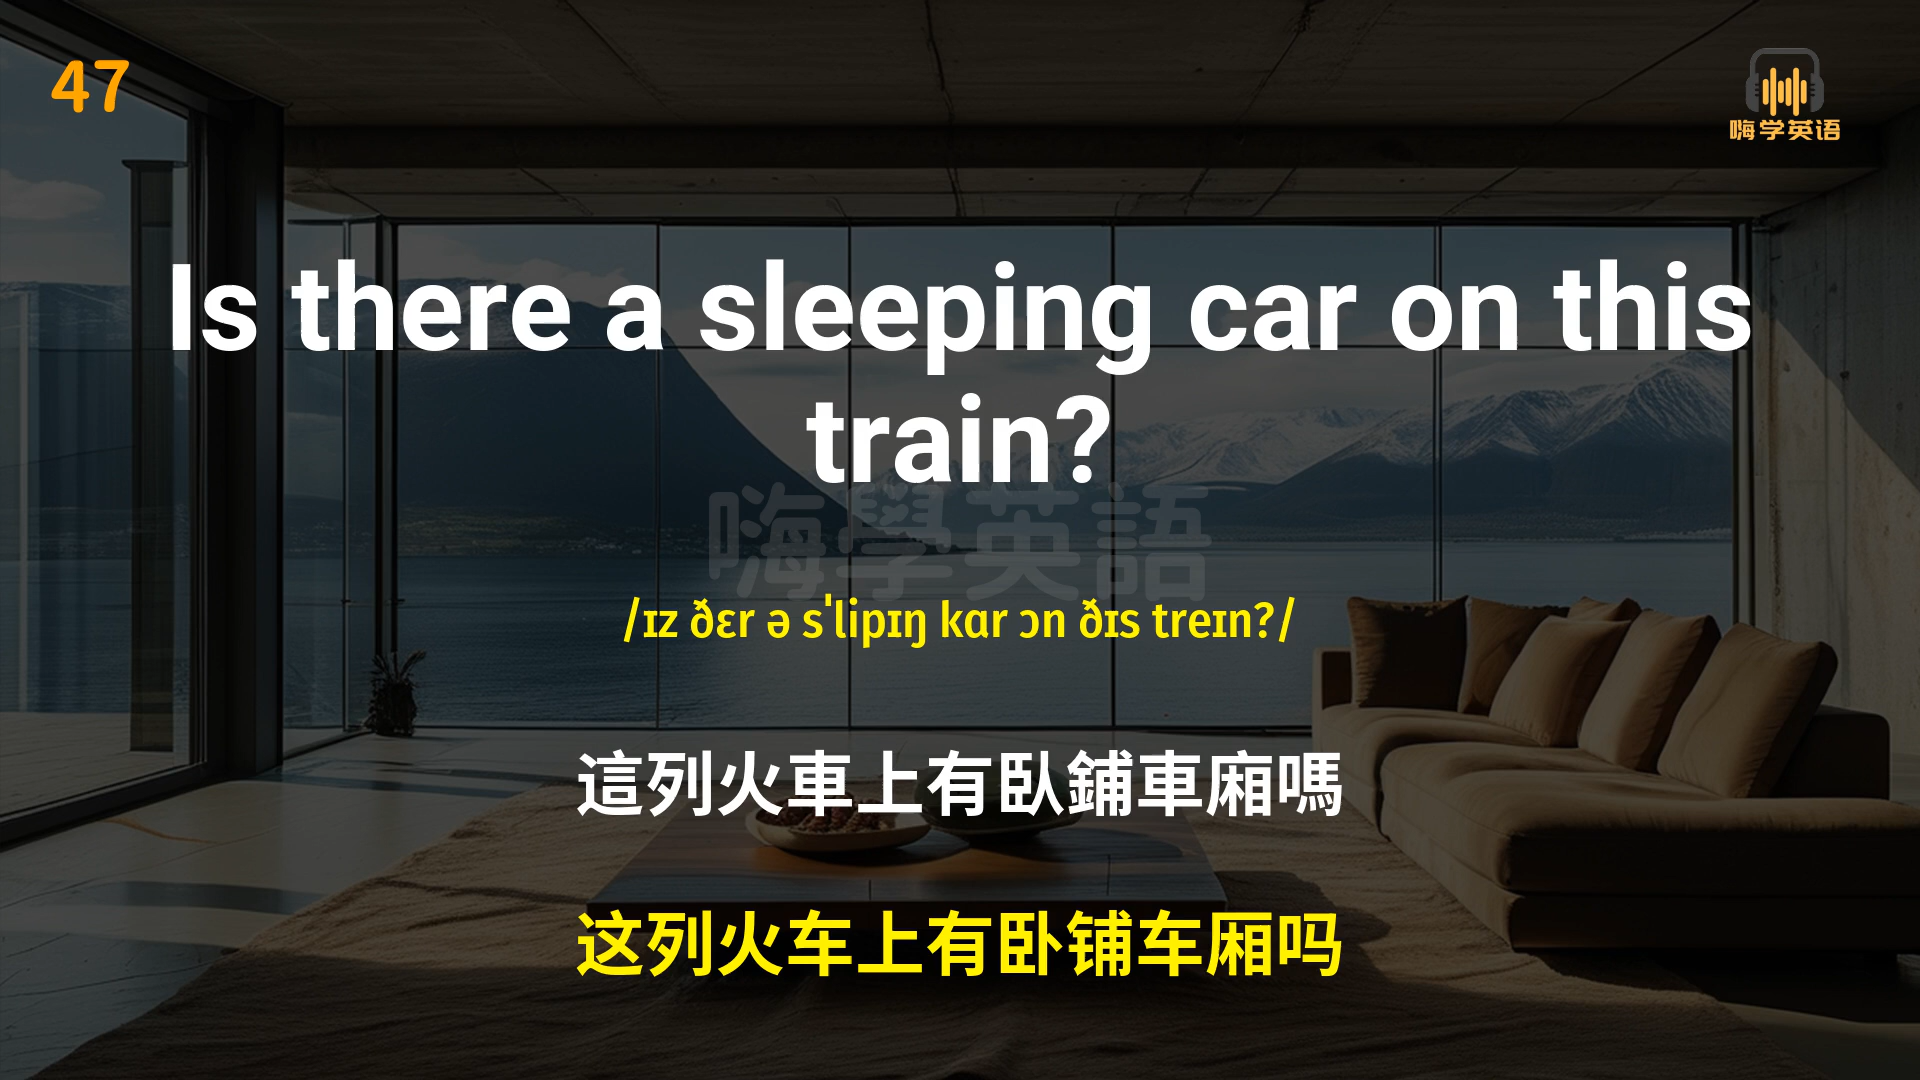 47
嗨学英语
Is there a sleeping car on this
train?
嗨學英語
/ɪz ðɛr ə sˈlipɪŋ kɑr ɔn ðɪs treɪn?/
這列火車上有臥鋪車廂嗎
这列火车上有卧铺车厢吗